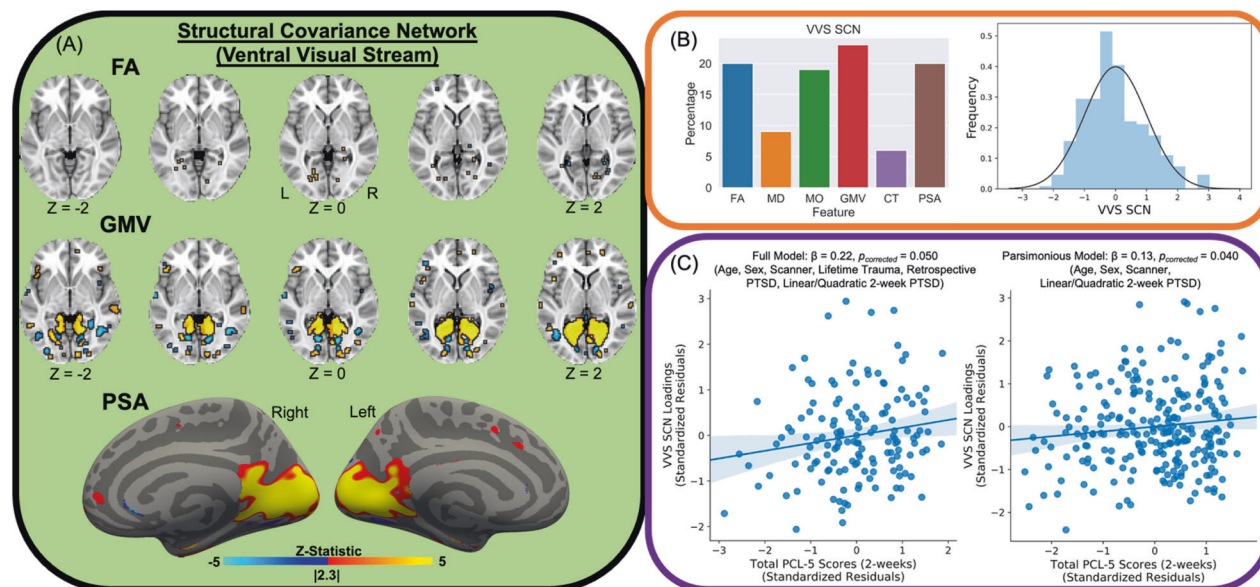 (A)
Structural Covariance Network
(Ventral Visual Stream)
FA
L R
Z = -2 Z = 0 Z = 2
GMV
Z = -2 Z = 0 Z = 2
PSA
Right Left
Z-Statistic
-5 5
|2.3|
(B)
VVS SCN
20
15
10
5
0
Percentage
FA MD MO GMV CT PSA
Feature
0.5
0.4
0.3
0.2
0.1
0.0
Frequency
−3 −2 −1 0 1 2 3 4
VVS SCN
(C)
Full Model: β = 0.22, pcorrected = 0.050
(Age, Sex, Scanner, Lifetime Trauma, Retrospective
PTSD, Linear/Quadratic 2-week PTSD)
3
2
1
0
−1
−2
VVS SCN Loadings
(Standardized Residuals)
−3 −2 −1 0 1 2
Total PCL-5 Scores (2-weeks)
(Standardized Residuals)
Parsimonious Model: β = 0.13, pcorrected = 0.040
(Age, Sex, Scanner,
Linear/Quadratic 2-week PTSD)
3
2
1
0
−1
−2
VVS SCN Loadings
(Standardized Residuals)
−2 −1 0 1
Total PCL-5 Scores (2-weeks)
(Standardized Residuals)